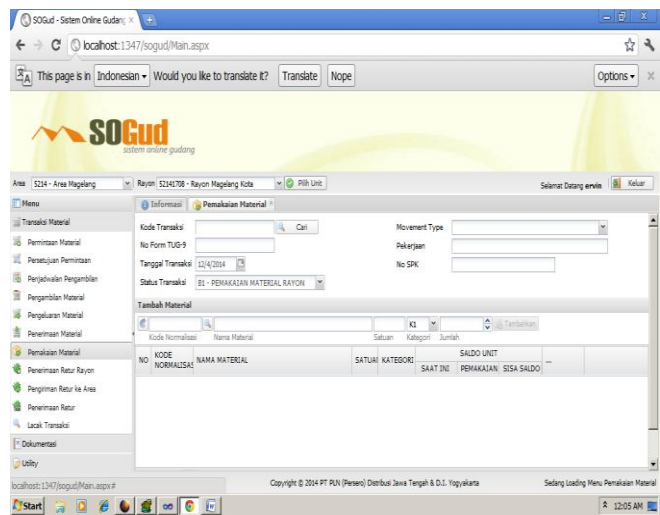 SOGud - Sistem Online Gudang
localhost:1347/sogud/Main.aspx
This page is in Indonesian Would you like to translate it? Translate Nope Options
SOGud
sistem online gudang
Area 5214 - Area Magelang Rayon 52141708 - Rayon Magelang Kota Pilih Unit Selamat Datang ervin Keluar
Menu
Informasi Pemakaian Material
Transaksi Material
Permintaan Material
Persetujuan Permintaan
Penjadwalan Pengambilan
Pengambilan Material
Pengeluaran Material
Penerimaan Material
Pemakaian Material
Penerimaan Retur Rayon
Pengiriman Retur ke Area
Penerimaan Retur
Lacak Transaksi
Dokumentasi
Utility
Kode Transaksi Cari Movement Type
No Form TUG-9 Pekerjaan
Tanggal Transaksi 12/4/2014 No SPK
Status Transaksi B1 - PEMAKAIAN MATERIAL RAYON
Tambah Material
K1 Tambahkan
Kode Normalisasi Nama Material Satuan Kategori Jumlah
NO KODE NORMALISAS NAMA MATERIAL SATUAI KATEGORI SALDO UNIT ...
SAAT INI PEMAKAIAN SISA SALDO
localhost:1347/sogud/Main.aspx#
Copyright © 2014 PT PLN (Persero) Distribusi Jawa Tengah & D.I. Yogyakarta
Sedang Loading Menu Pemakaian Material
Start 12:05 AM